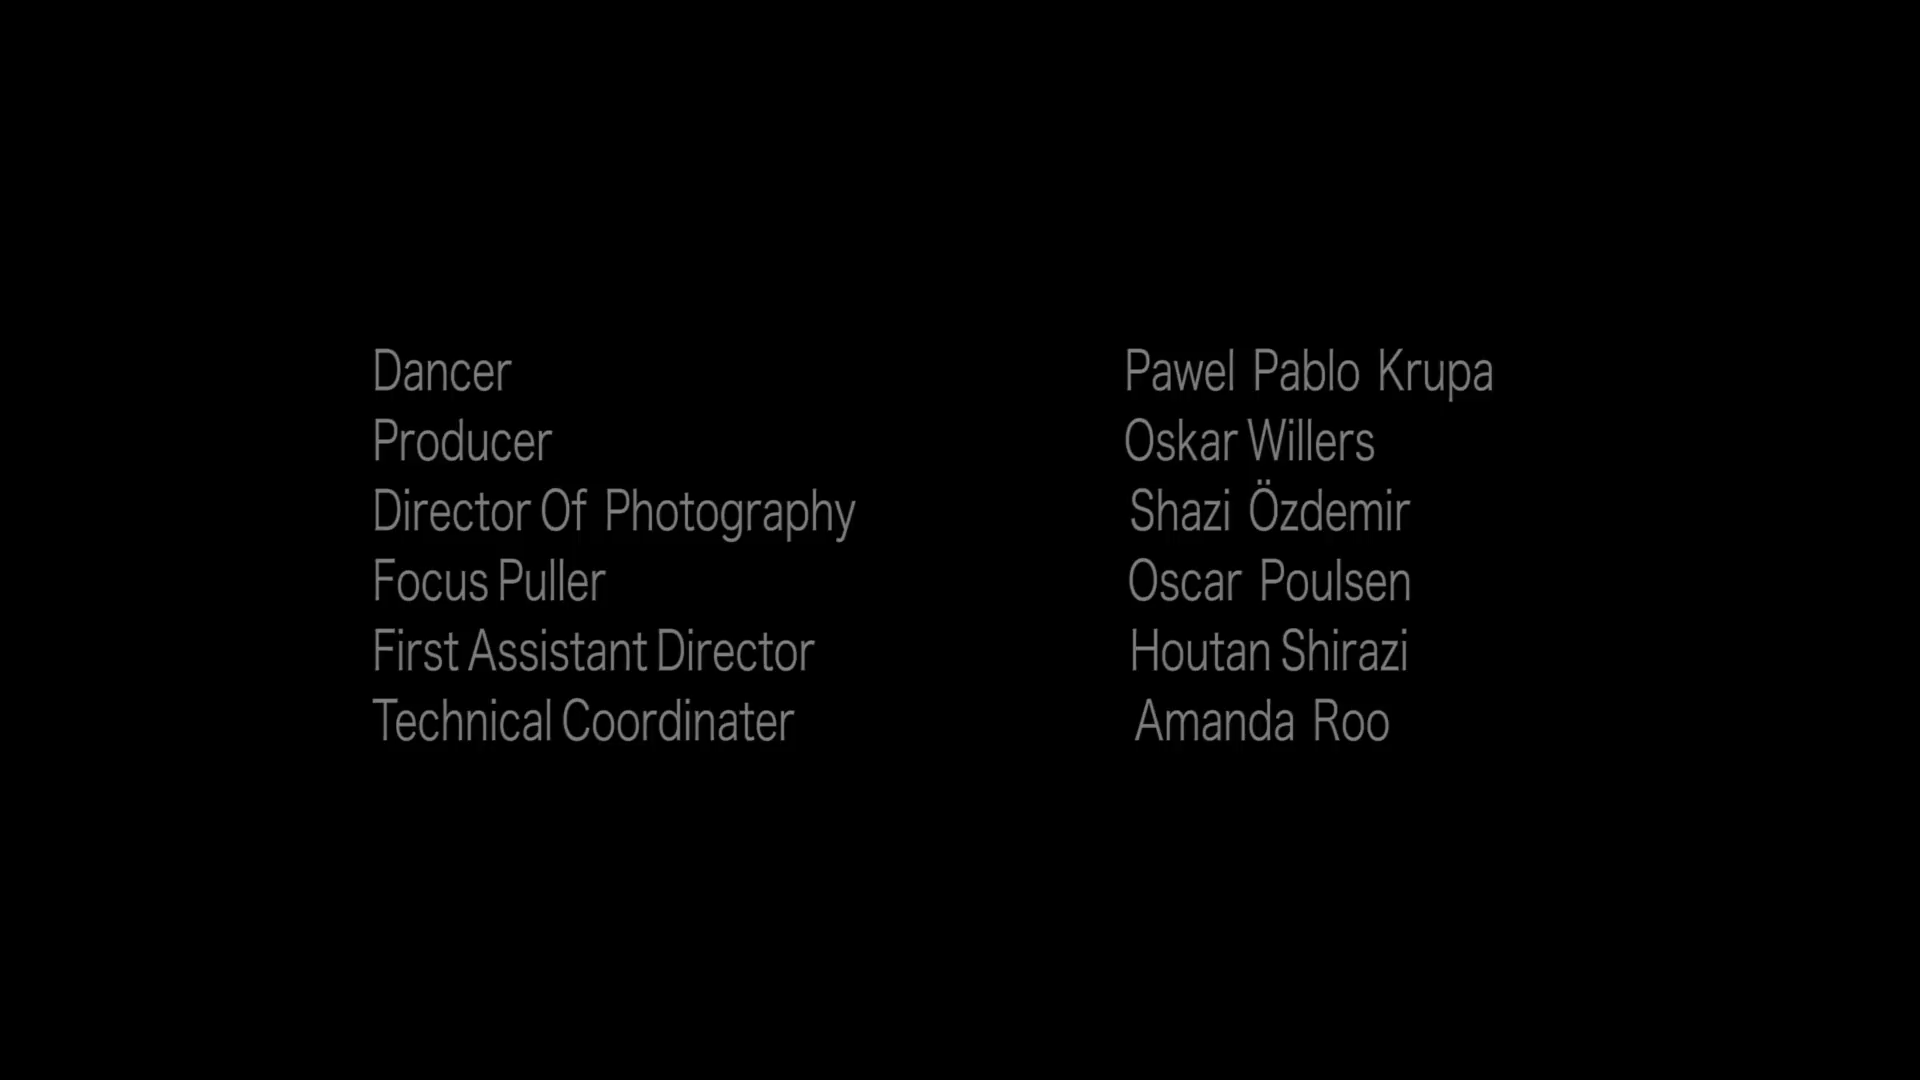 Dancer Pawel Pablo Krupa
Producer Oskar Willers
Director Of Photography Shazi Özdemir
Focus Puller Oscar Poulsen
First Assistant Director Houtan Shirazi
Technical Coordinater Amanda Roo